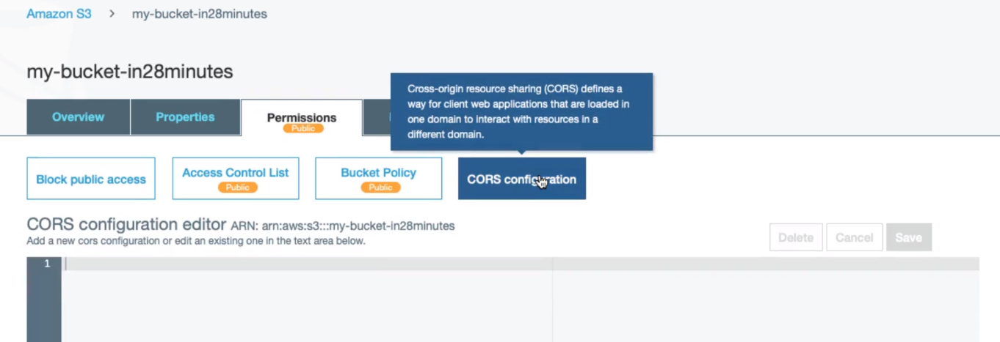 Amazon S3 > my-bucket-in28minutes
my-bucket-in28minutes
Cross-origin resource sharing (CORS) defines a
way for client web applications that are loaded in
one domain to interact with resources in a
different domain.
Overview Properties Permissions
Public
Block public access Access Control List Bucket Policy CORS configuration
Public Public
CORS configuration editor ARN: arn:aws:s3:::my-bucket-in28minutes
Add a new cors configuration or edit an existing one in the text area below.
Delete Cancel Save
1